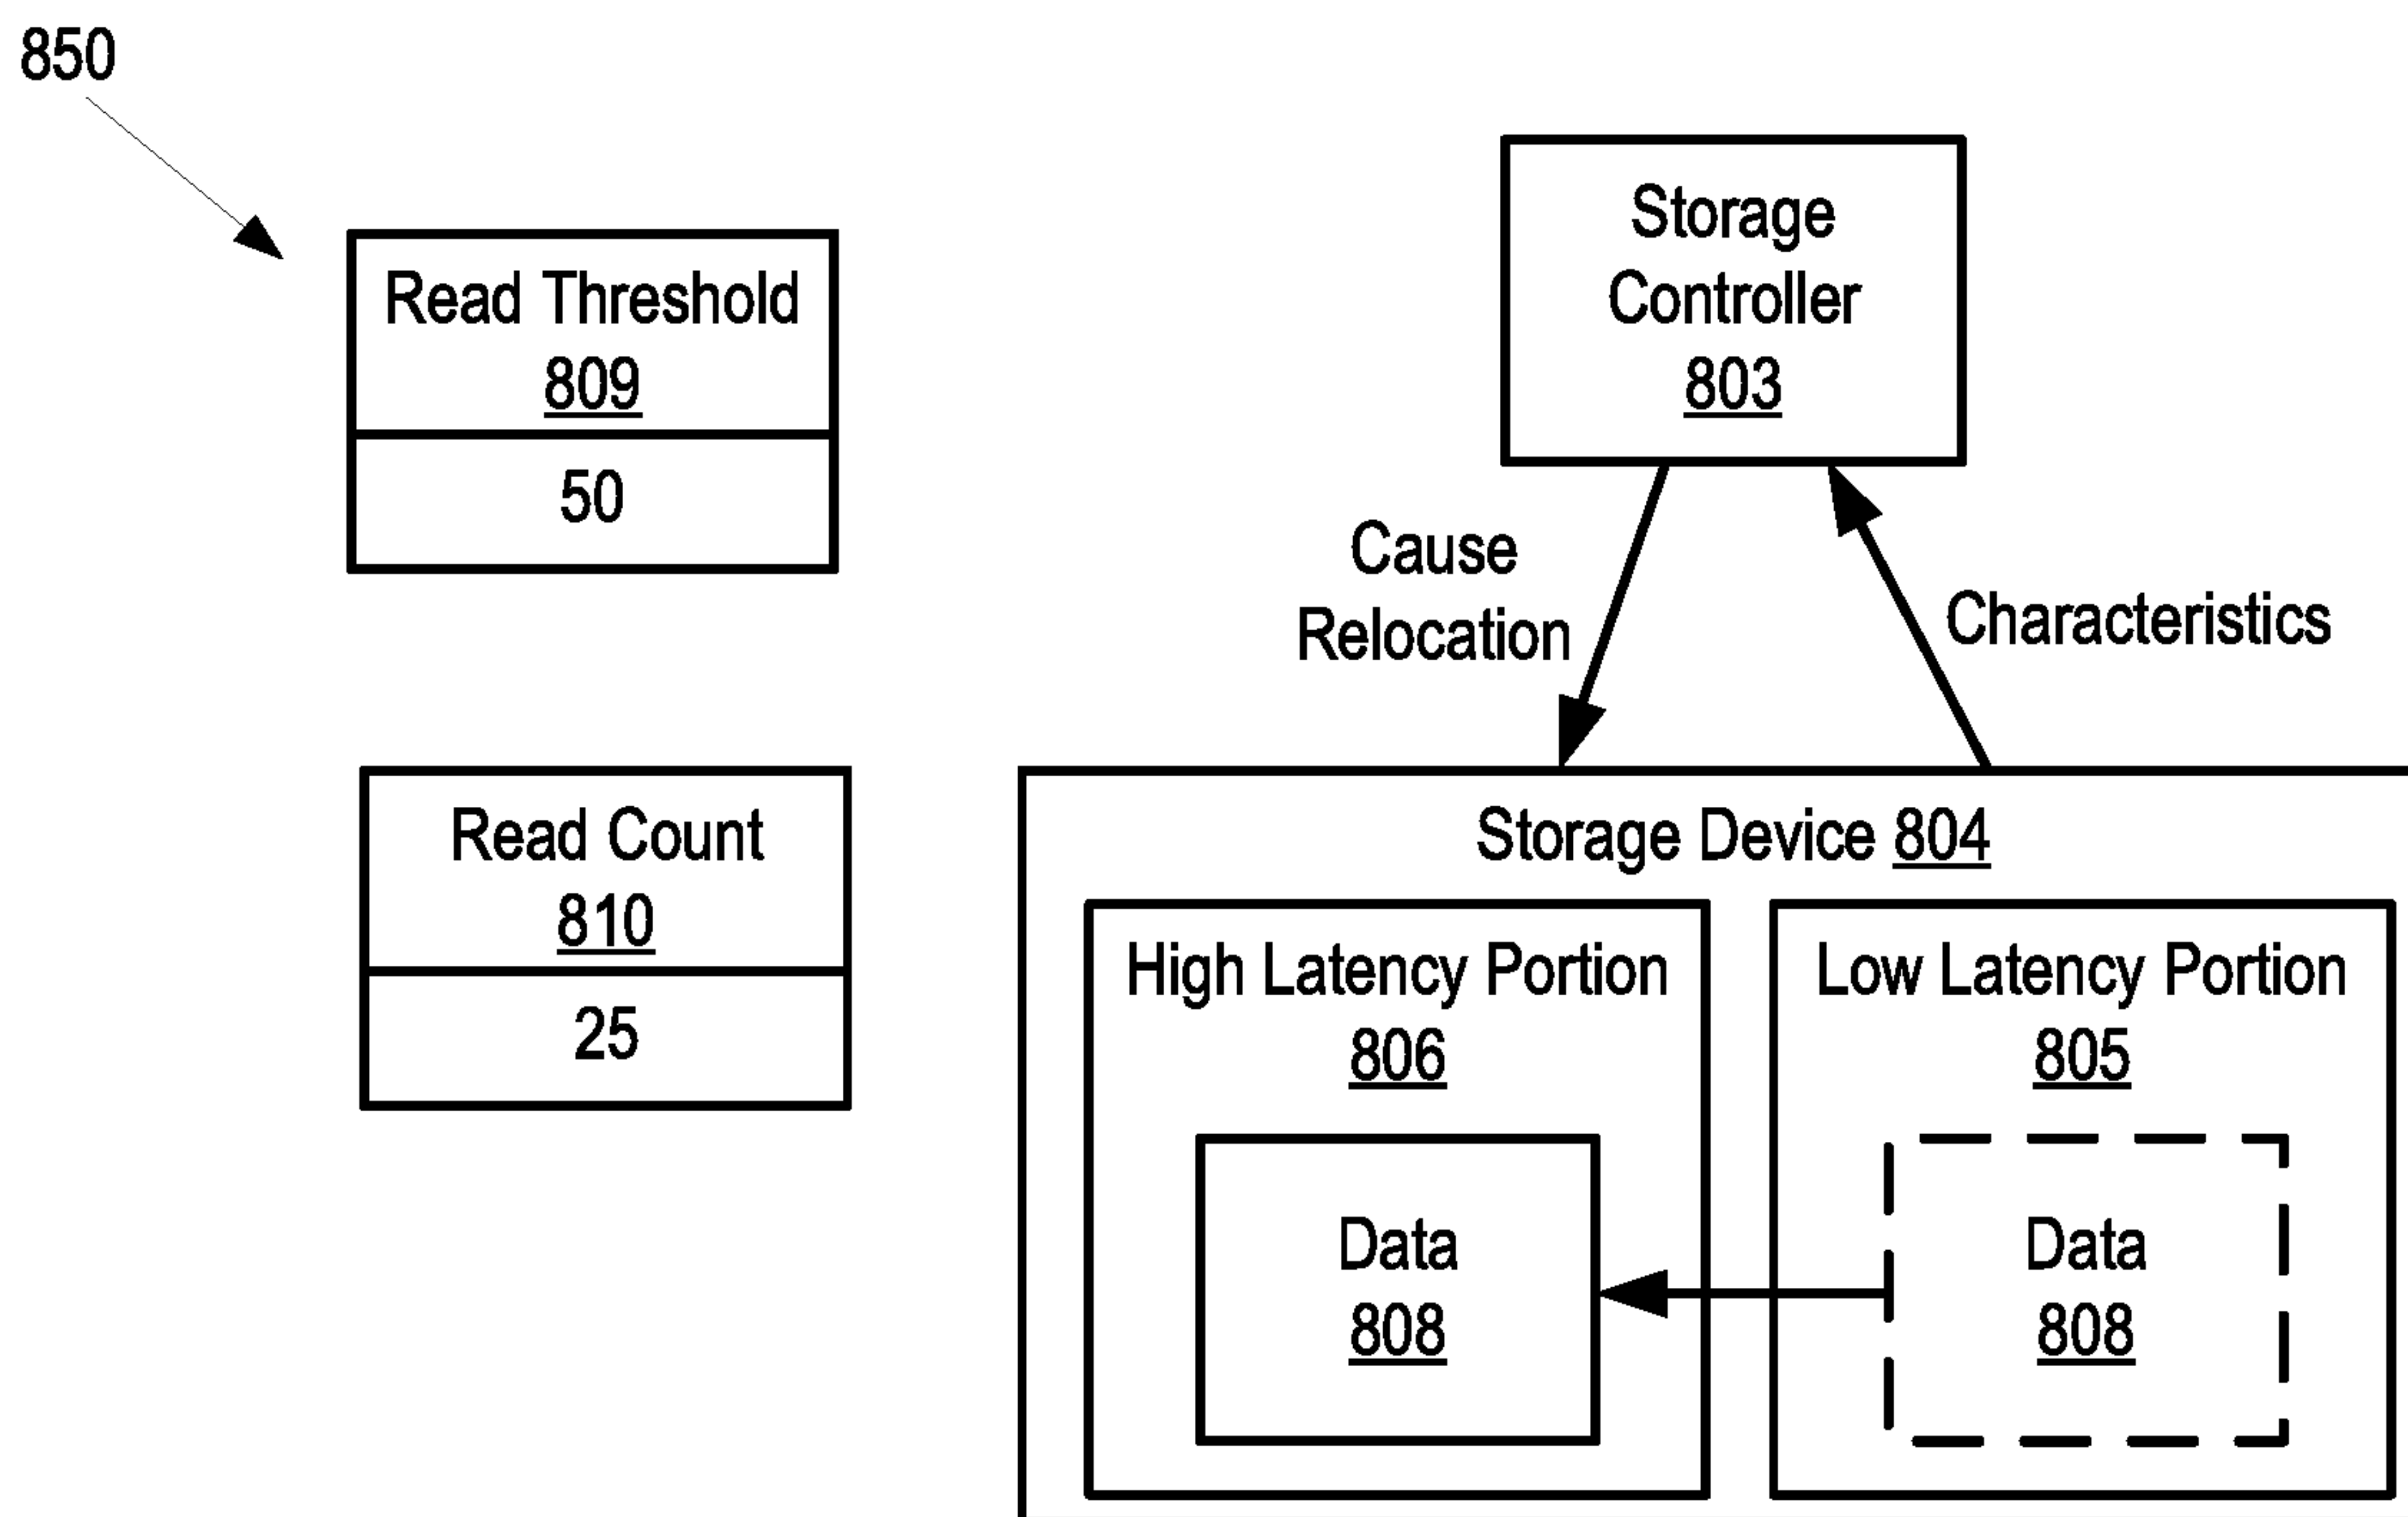 850
Read Threshold
809
50
Read Count
810
25
Storage
Controller
803
Cause
Relocation
Characteristics
Storage Device 804
High Latency Portion
806
Data
808
Low Latency Portion
805
Data
808